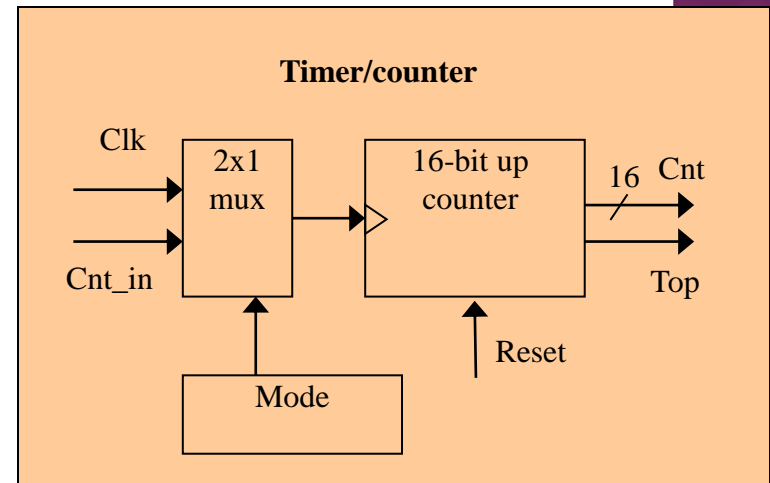 Timer/counter
Clk
2x1
mux
16-bit up
counter
16
Cnt
Cnt_in
Top
Reset
Mode